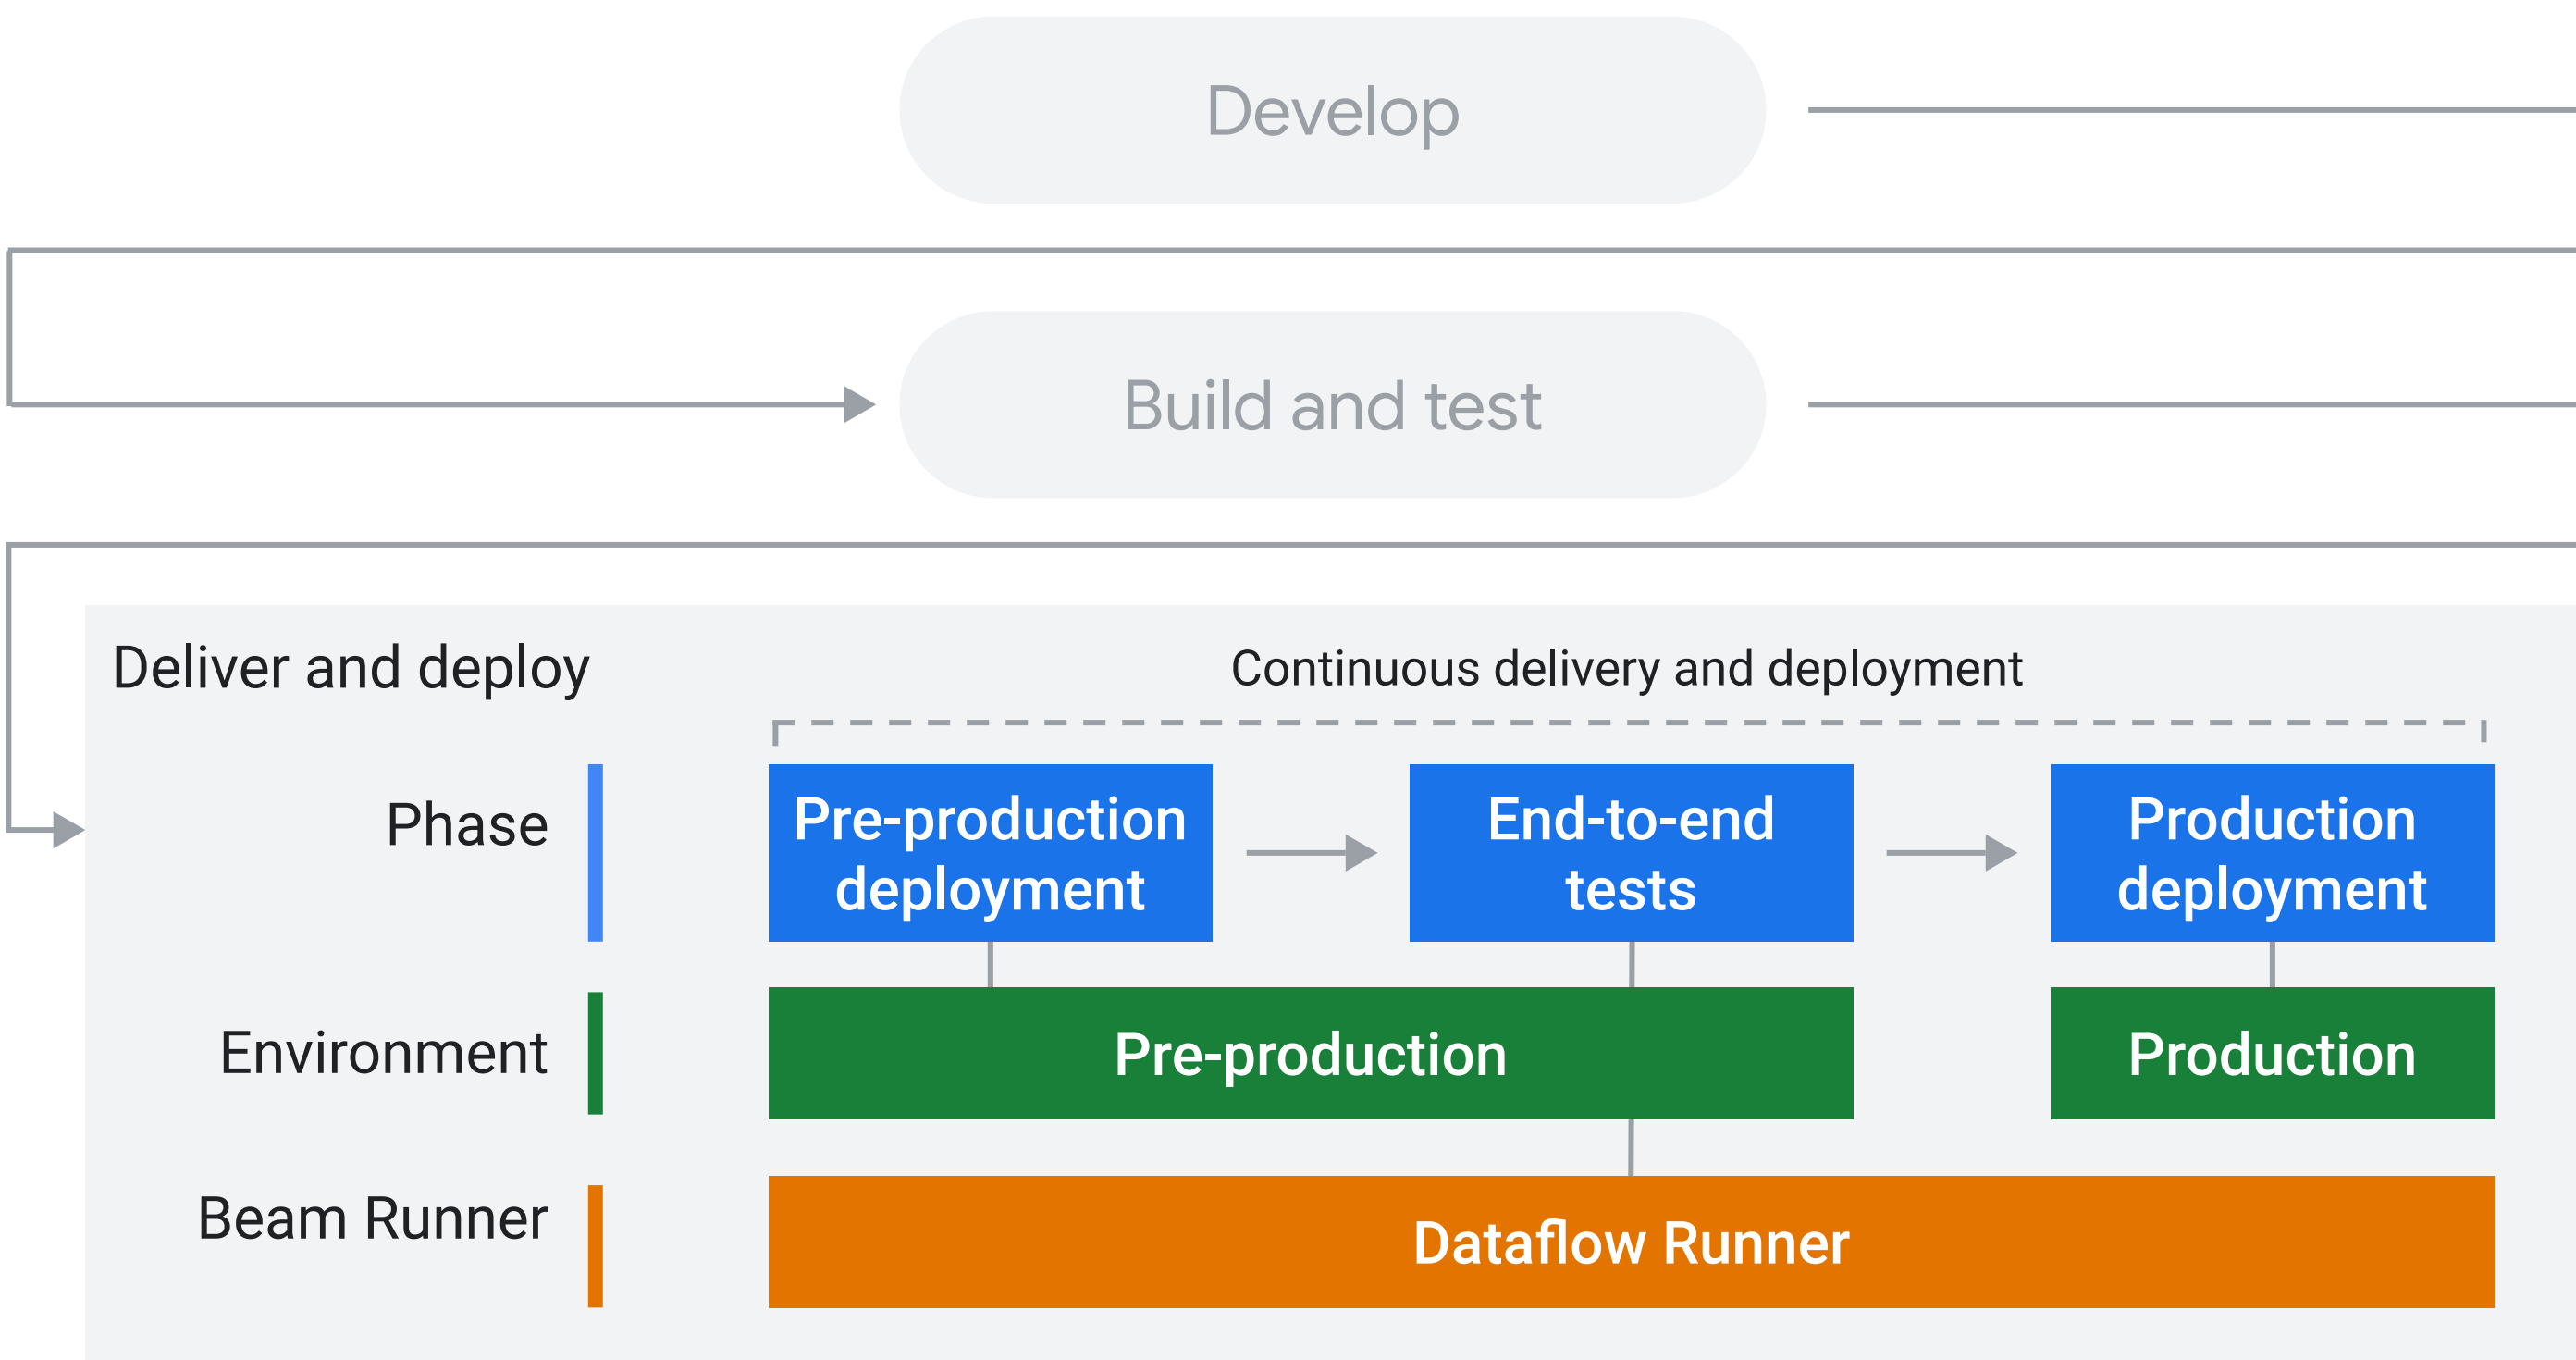 Develop
Build and test
Deliver and deploy
Continuous delivery and deployment
Phase
Pre-production
deployment
End-to-end
tests
Production
deployment
Environment
Pre-production
Production
Beam Runner
Dataflow Runner